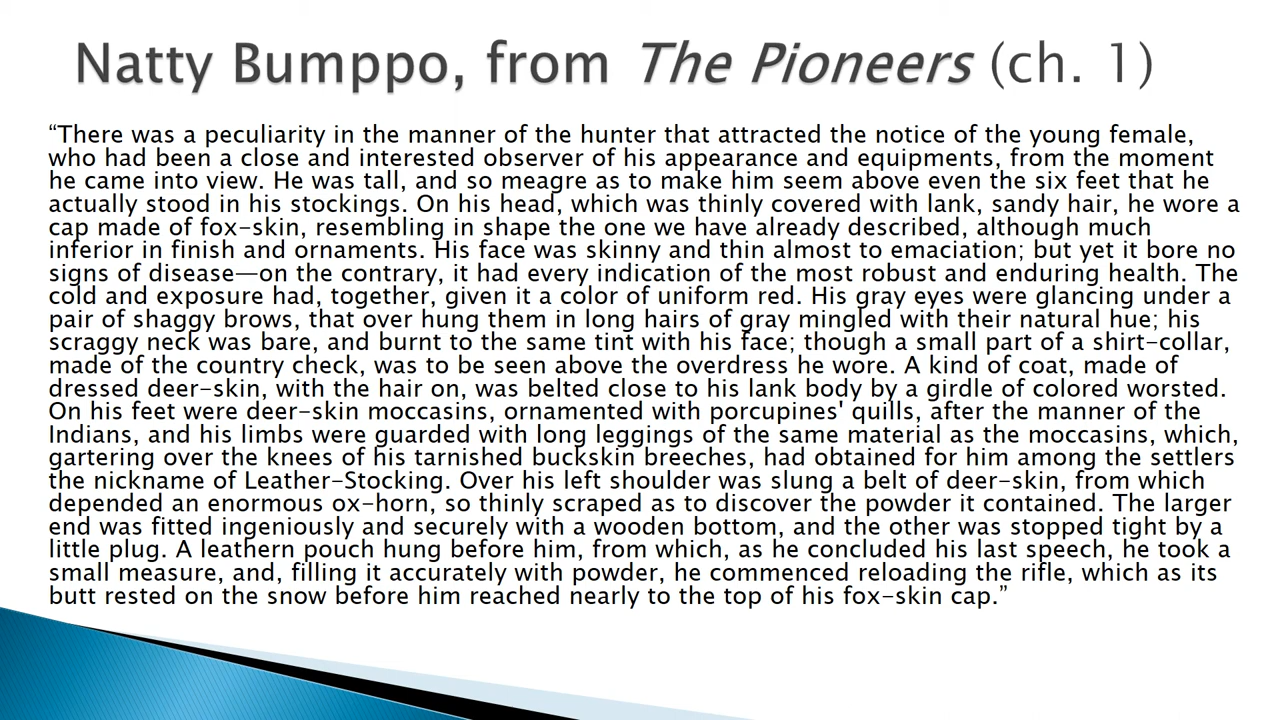 Natty Bumppo, from The Pioneers (ch. 1)
“There was a peculiarity in the manner of the hunter that attracted the notice of the young female,
who had been a close and interested observer of his appearance and equipments, from the moment
he came into view. He was tall, and so meagre as to make him seem above even the six feet that he
actually stood in his stockings. On his head, which was thinly covered with lank, sandy hair, he wore a
cap made of fox-skin, resembling in shape the one we have already described, although much
inferior in finish and ornaments. His face was skinny and thin almost to emaciation; but yet it bore no
signs of disease—on the contrary, it had every indication of the most robust and enduring health. The
cold and exposure had, together, given it a color of uniform red. His gray eyes were glancing under a
pair of shaggy brows, that over hung them in long hairs of gray mingled with their natural hue; his
scraggy neck was bare, and burnt to the same tint with his face; though a small part of a shirt-collar,
made of the country check, was to be seen above the overdress he wore. A kind of coat, made of
dressed deer-skin, with the hair on, was belted close to his lank body by a girdle of colored worsted.
On his feet were deer-skin moccasins, ornamented with porcupines' quills, after the manner of the
Indians, and his limbs were guarded with long leggings of the same material as the moccasins, which,
gartering over the knees of his tarnished buckskin breeches, had obtained for him among the settlers
the nickname of Leather-Stocking. Over his left shoulder was slung a belt of deer-skin, from which
depended an enormous ox-horn, so thinly scraped as to discover the powder it contained. The larger
end was fitted ingeniously and securely with a wooden bottom, and the other was stopped tight by a
little plug. A leathern pouch hung before him, from which, as he concluded his last speech, he took a
small measure, and, filling it accurately with powder, he commenced reloading the rifle, which as its
butt rested on the snow before him reached nearly to the top of his fox-skin cap.”